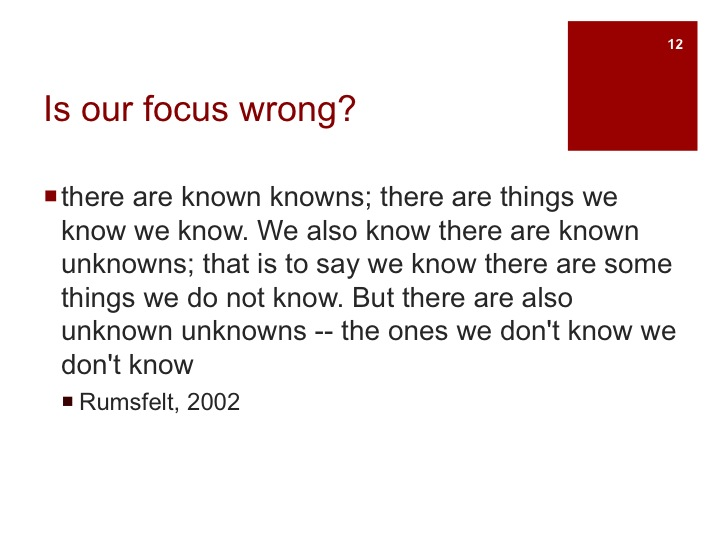 12
Is our focus wrong?
there are known knowns; there are things we
know we know. We also know there are known
unknowns; that is to say we know there are some
things we do not know. But there are also
unknown unknowns -- the ones we don't know we
don't know
Rumsfelt, 2002